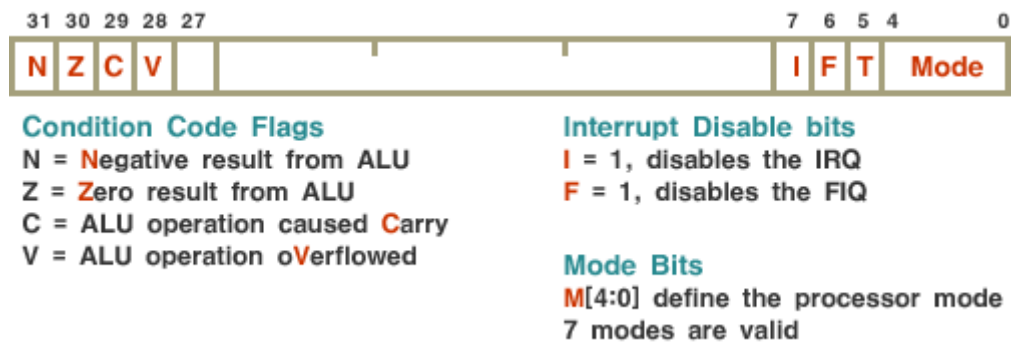 31 30 29 28 27 7 6 5 4 0
N Z C V I F T Mode
Condition Code Flags
N = Negative result from ALU
Z = Zero result from ALU
C = ALU operation caused Carry
V = ALU operation oVerflowed
Interrupt Disable bits
I = 1, disables the IRQ
F = 1, disables the FIQ
Mode Bits
M[4:0] define the processor mode
7 modes are valid